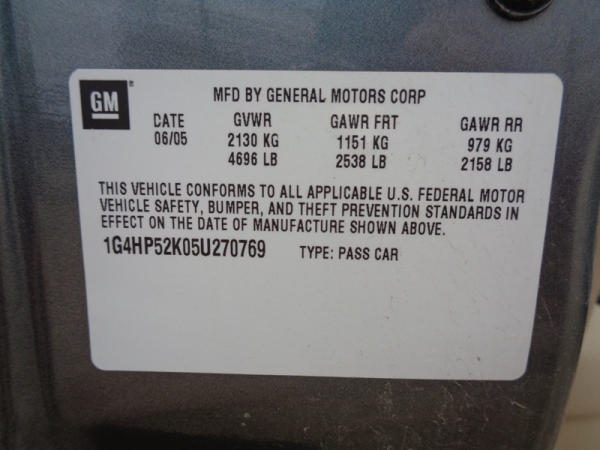 GM
MFD BY GENERAL MOTORS CORP
DATE GVWR GAWR FRT GAWR RR
06/05 2130 KG 1151 KG 979 KG
4696 LB 2538 LB 2158 LB
THIS VEHICLE CONFORMS TO ALL APPLICABLE U.S. FEDERAL MOTOR
VEHICLE SAFETY, BUMPER, AND THEFT PREVENTION STANDARDS IN
EFFECT ON THE DATE OF MANUFACTURE SHOWN ABOVE.
1G4HP52K05U270769 TYPE: PASS CAR